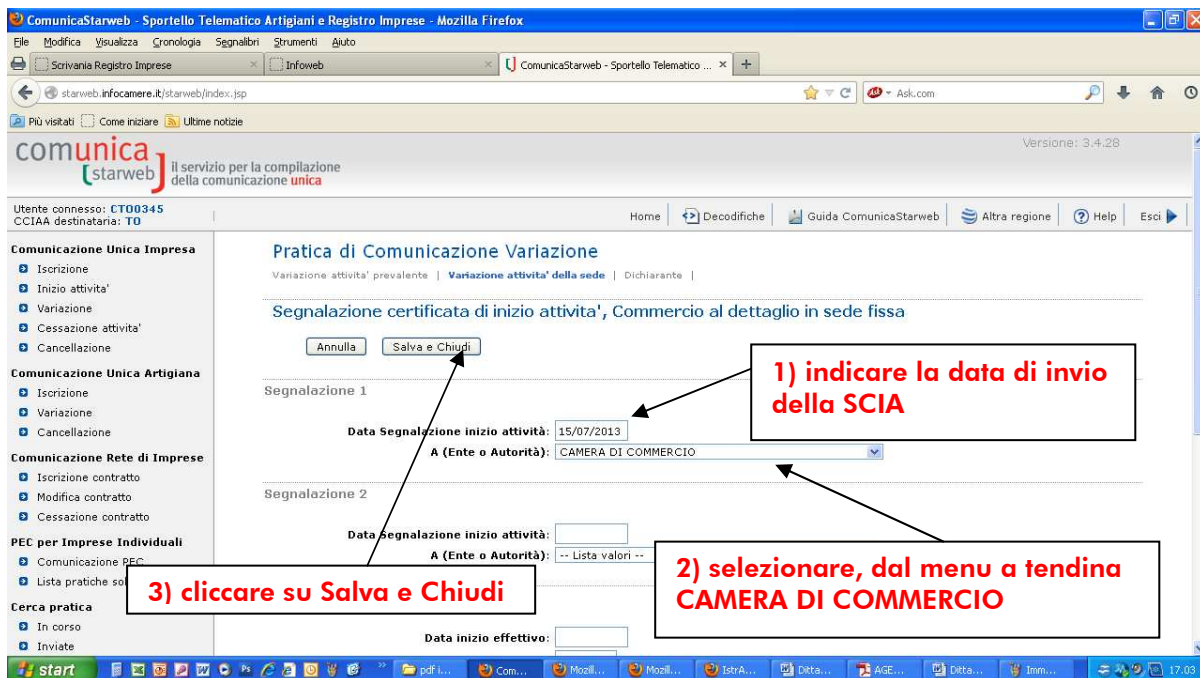 ComunicaStarweb - Sportello Telematico Artigiani e Registro Imprese - Mozilla Firefox
File Modifica Visualizza Cronologia Segnalibri Strumenti Aiuto
Scrivania Registro Imprese × Infoweb × ComunicaStarweb - Sportello Telematico ... × +
starweb.infocamere.it/starweb/index.jsp Ask.com
Più visitati Come iniziare Ultime notizie
comunica
[starweb]
il servizio per la compilazione
della comunicazione unica
Versione: 3.4.28
Utente connesso: CTO0345
CCIAA destinataria: TO
Home Decodifiche Guida ComunicaStarweb Altra regione Help Esci
Comunicazione Unica Impresa
Iscrizione
Inizio attivita'
Variazione
Cessazione attivita'
Cancellazione
Comunicazione Unica Artigiana
Iscrizione
Variazione
Cancellazione
Comunicazione Rete di Imprese
Iscrizione contratto
Modifica contratto
Cessazione contratto
PEC per Imprese Individuali
Comunicazione PEC
Lista pratiche
Cerca pratica
In corso
Inviate
Pratica di Comunicazione Variazione
Variazione attivita' prevalente | Variazione attivita' della sede | Dichiarante |
Segnalazione certificata di inizio attivita', Commercio al dettaglio in sede fissa
Annulla Salva e Chiudi
Segnalazione 1
Data Segnalazione inizio attività: 15/07/2013
A (Ente o Autorità): CAMERA DI COMMERCIO
Segnalazione 2
Data Segnalazione inizio attività:
A (Ente o Autorità): -- Lista valori --
Data inizio effettivo:
1) indicare la data di invio
della SCIA
2) selezionare, dal menu a tendina
CAMERA DI COMMERCIO
3) cliccare su Salva e Chiudi
start pdf i... Com... Mozill... Mozill... IstrA... Ditta... AGE... Ditta... Imm... 17.03